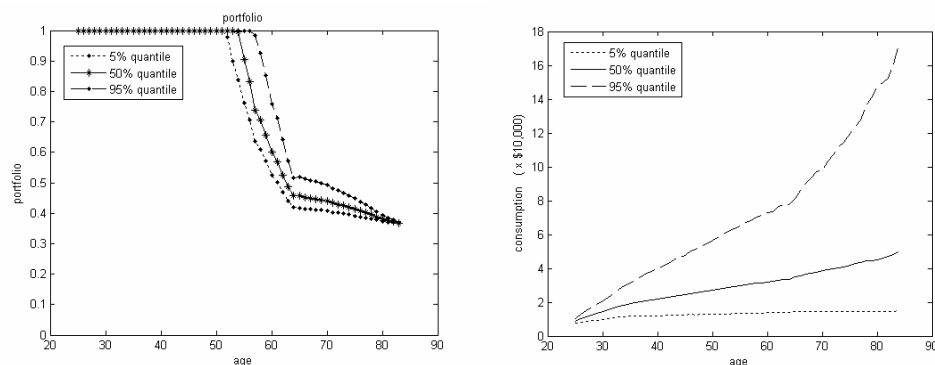 portfolio
1
0.9
0.8
0.7
0.6
0.5
0.4
0.3
0.2
0.1
0
portfolio
5% quantile
50% quantile
95% quantile
20 30 40 50 60 70 80 90
age
18
16
14
12
10
8
6
4
2
0
consumption ( x $10,000)
5% quantile
50% quantile
95% quantile
20 30 40 50 60 70 80 90
age